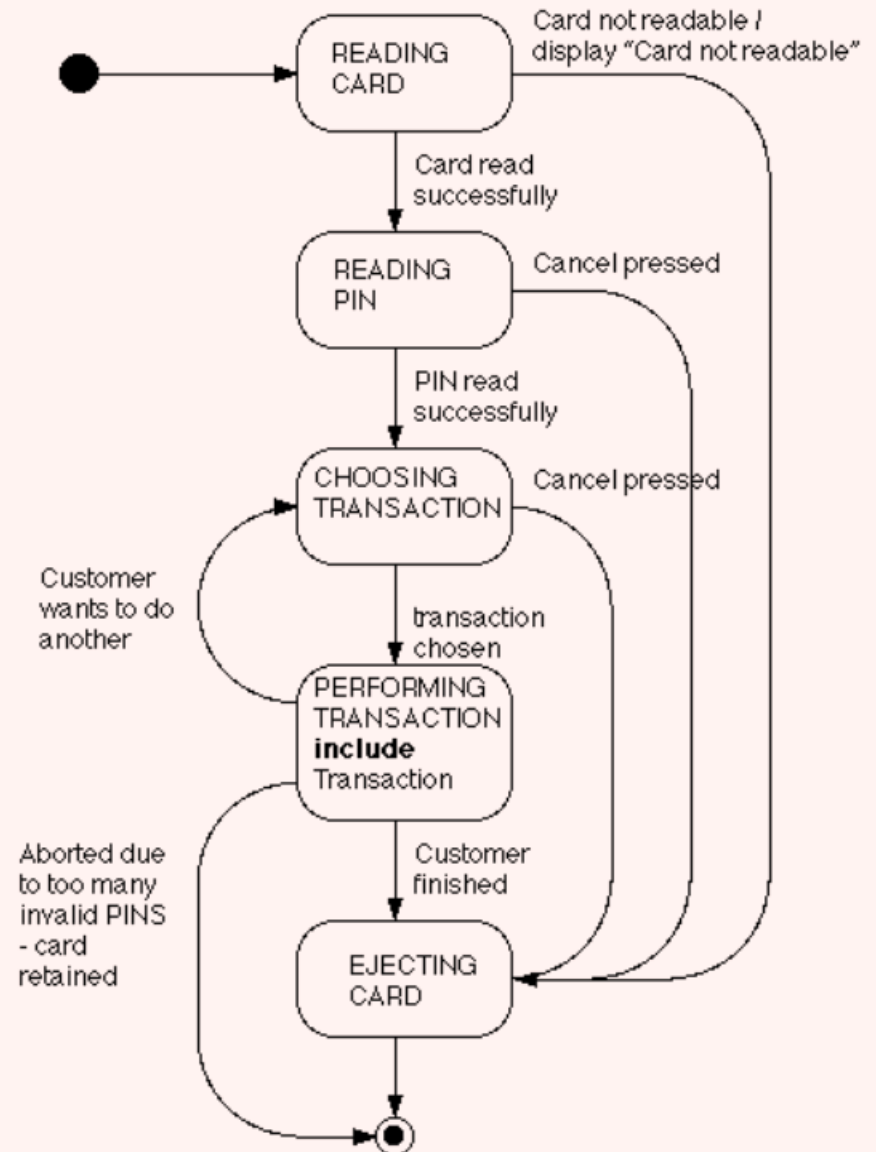 READING
CARD
Card not readable /
display “Card not readable”
Card read
successfully
READING
PIN
Cancel pressed
PIN read
successfully
CHOOSING
TRANSACTION
Cancel pressed
Customer
wants to do
another
transaction
chosen
PERFORMING
TRANSACTION
include
Transaction
Aborted due
to too many
invalid PINS
- card
retained
Customer
finished
EJECTING
CARD